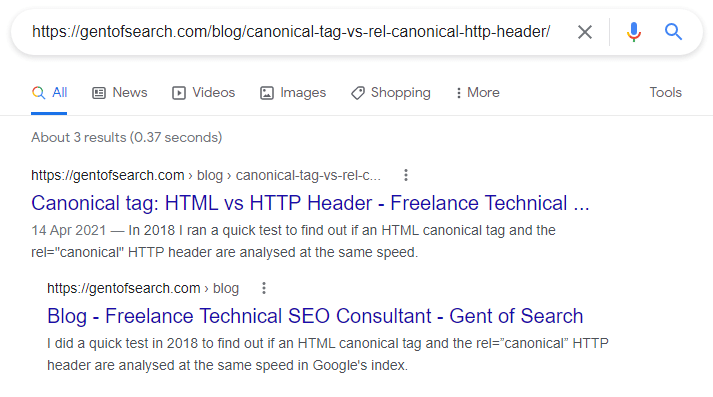 https://gentofsearch.com/blog/canonical-tag-vs-rel-canonical-http-header/
All News Videos Images Shopping More Tools
About 3 results (0.37 seconds)
https://gentofsearch.com › blog › canonical-tag-vs-rel-c...
Canonical tag: HTML vs HTTP Header - Freelance Technical ...
14 Apr 2021 — In 2018 I ran a quick test to find out if an HTML canonical tag and the
rel="canonical" HTTP header are analysed at the same speed.
https://gentofsearch.com › blog
Blog - Freelance Technical SEO Consultant - Gent of Search
I did a quick test in 2018 to find out if an HTML canonical tag and the rel=”canonical” HTTP
header are analysed at the same speed in Google's index.